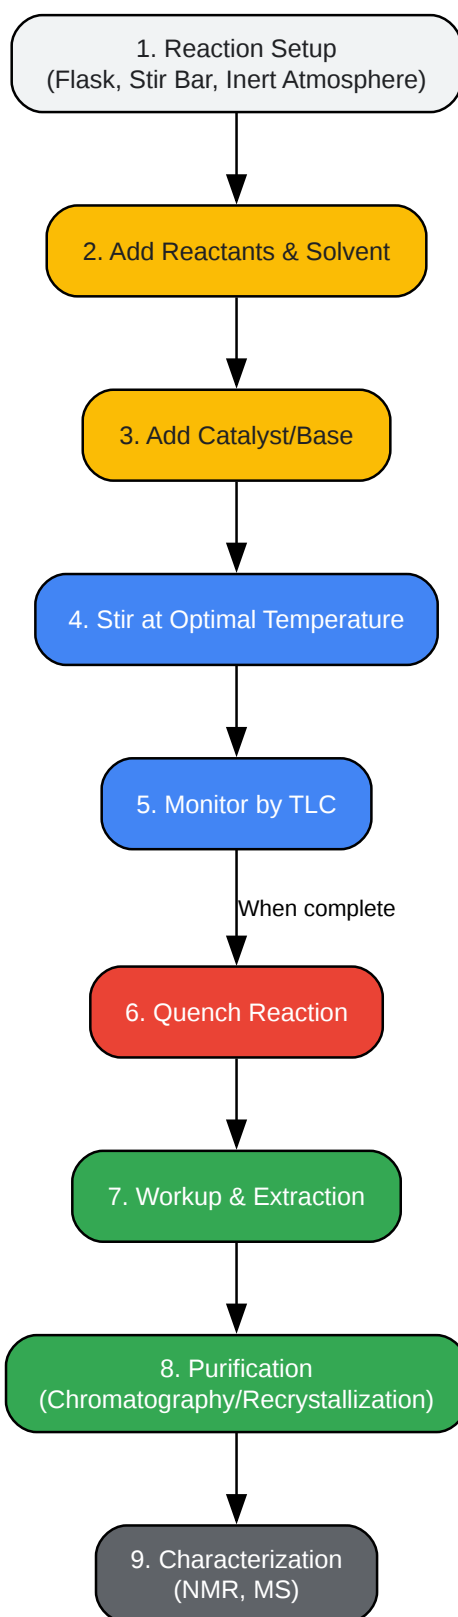 1. Reaction Setup
(Flask, Stir Bar, Inert Atmosphere)
2. Add Reactants & Solvent
3. Add Catalyst/Base
4. Stir at Optimal Temperature
5. Monitor by TLC
When complete
6. Quench Reaction
7. Workup & Extraction
8. Purification
(Chromatography/Recrystallization)
9. Characterization
(NMR, MS)